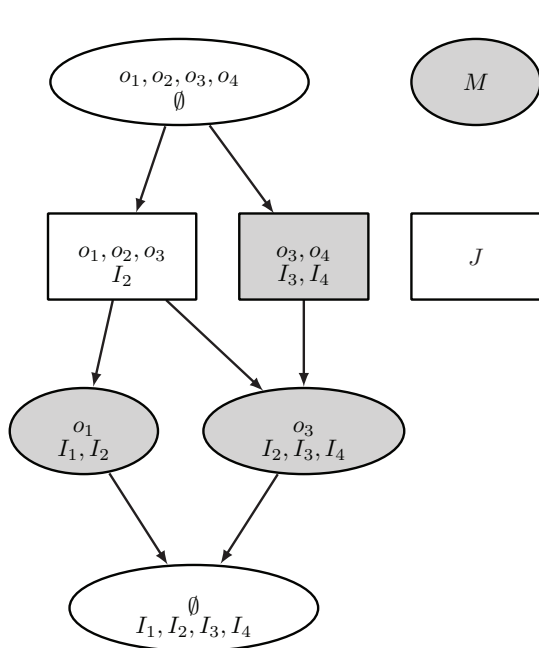 o₁, o₂, o₃, o₄
∅
M
o₁, o₂, o₃
I₂
o₃, o₄
I₃, I₄
J
o₁
I₁, I₂
o₃
I₂, I₃, I₄
∅
I₁, I₂, I₃, I₄